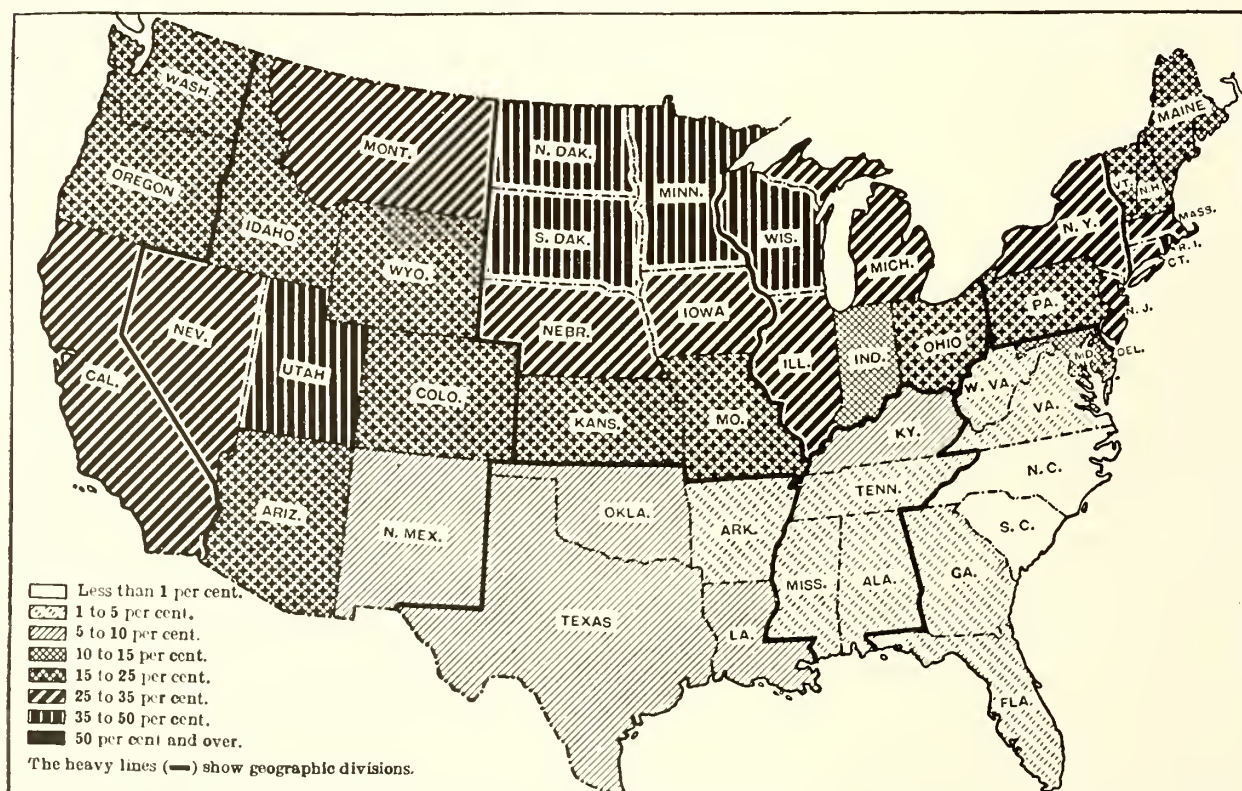 WASH.
OREGON
IDAHO
MONT.
WYO.
N. DAK.
S. DAK.
MINN.
WIS.
MICH.
IOWA
NEBR.
ILL.
IND.
OHIO
PA.
N. Y.
VT.
N.H.
MAINE
MASS.
R. I.
CT.
N. J.
DEL.
MD.
W. VA.
VA.
CAL.
NEV.
UTAH
COLO.
KANS.
MO.
KY.
TENN.
N. C.
S. C.
ARIZ.
N. MEX.
OKLA.
ARK.
MISS.
ALA.
GA.
TEXAS
LA.
FLA.
Less than 1 per cent.
1 to 5 per cent.
5 to 10 per cent.
10 to 15 per cent.
15 to 25 per cent.
25 to 35 per cent.
35 to 50 per cent.
50 per cent and over.
The heavy lines (▬) show geographic divisions.